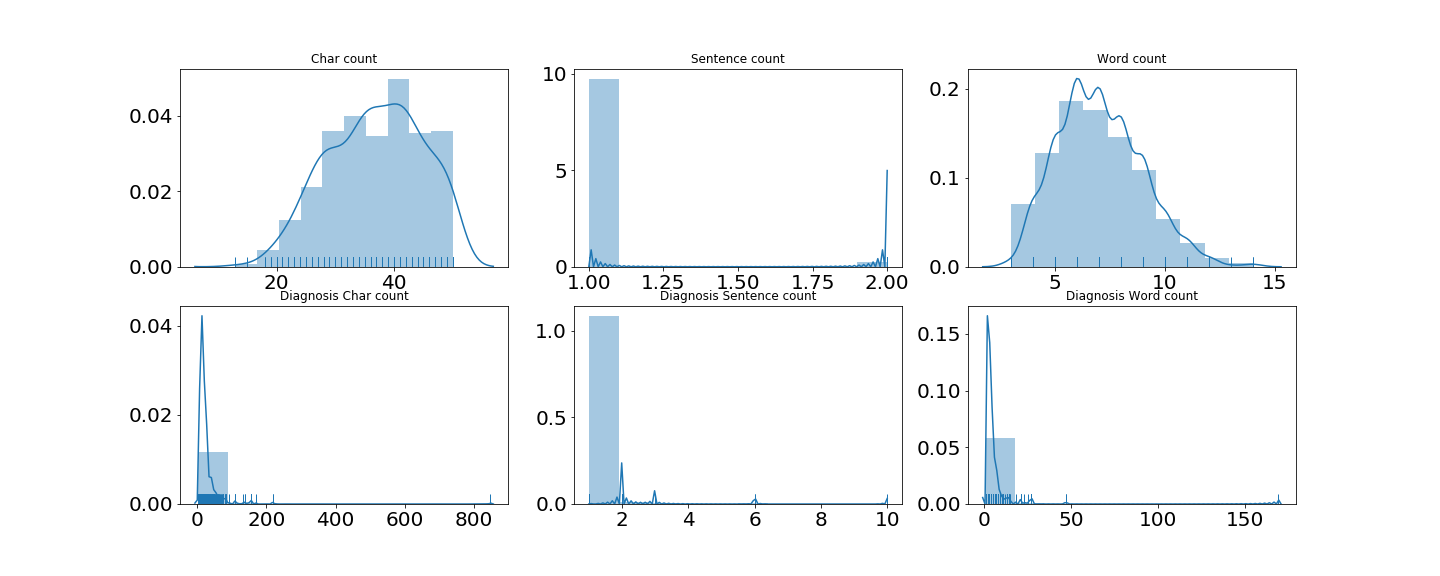 Char count
0.04
0.02
0.00
20 40
Sentence count
10
5
0
1.00 1.25 1.50 1.75 2.00
Word count
0.2
0.1
0.0
5 10 15
Diagnosis Char count
0.04
0.02
0.00
0 200 400 600 800
Diagnosis Sentence count
1.0
0.5
0.0
2 4 6 8 10
Diagnosis Word count
0.15
0.10
0.05
0.00
0 50 100 150